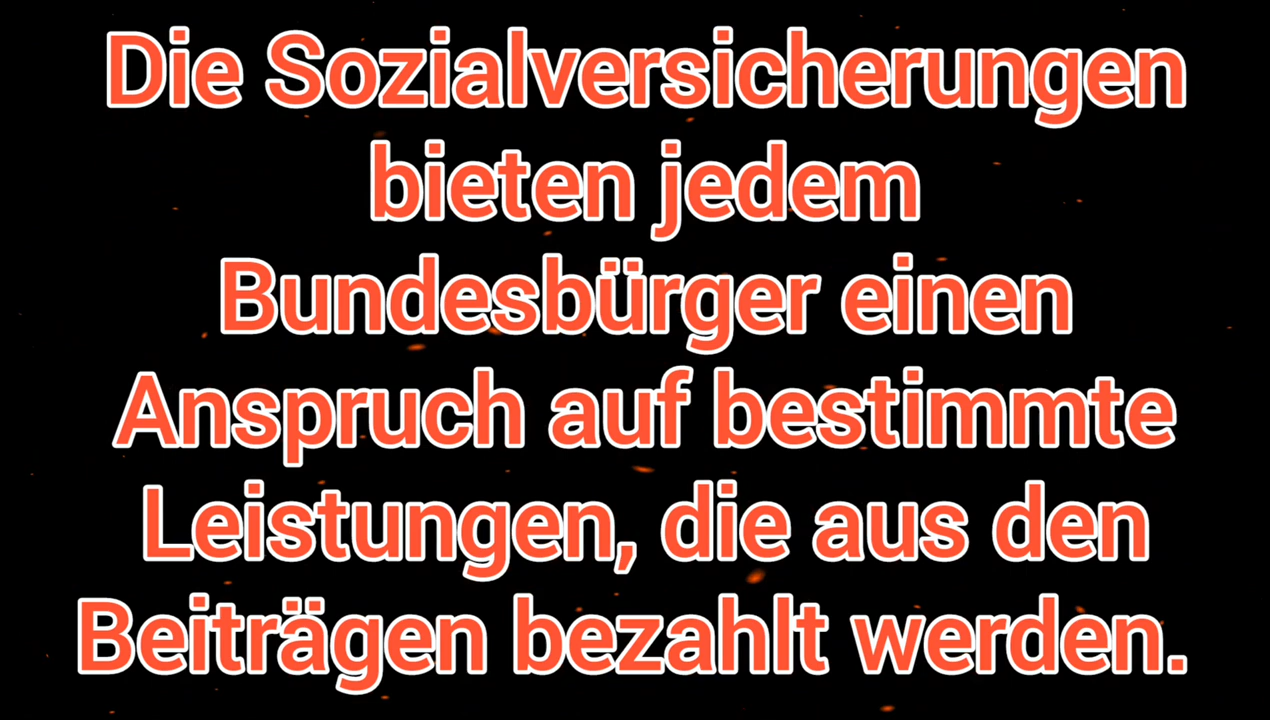 Die Sozialversicherungen
bieten jedem
Bundesbürger einen
Anspruch auf bestimmte
Leistungen, die aus den
Beiträgen bezahlt werden.